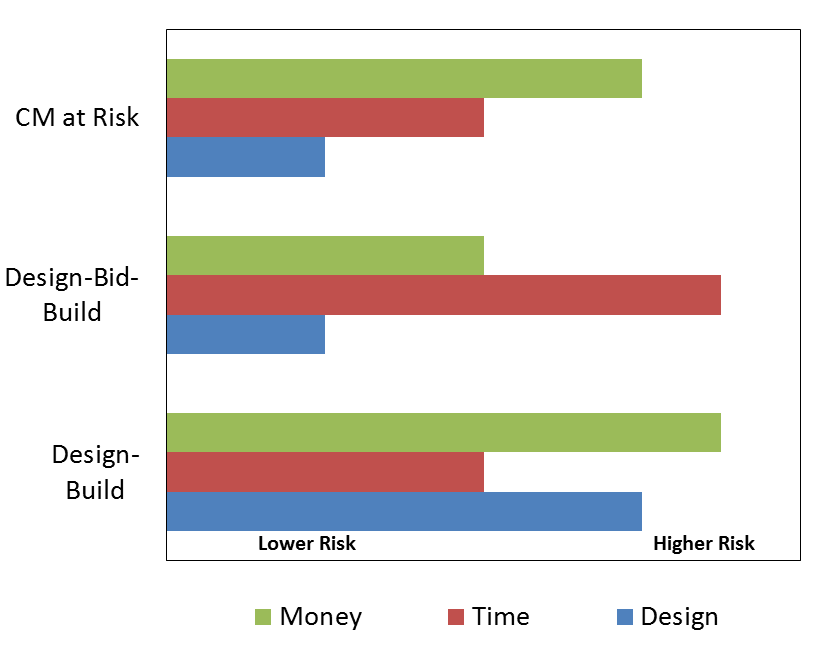 CM at Risk
Design-Bid-
Build
Design-
Build
Lower Risk Higher Risk
Money Time Design